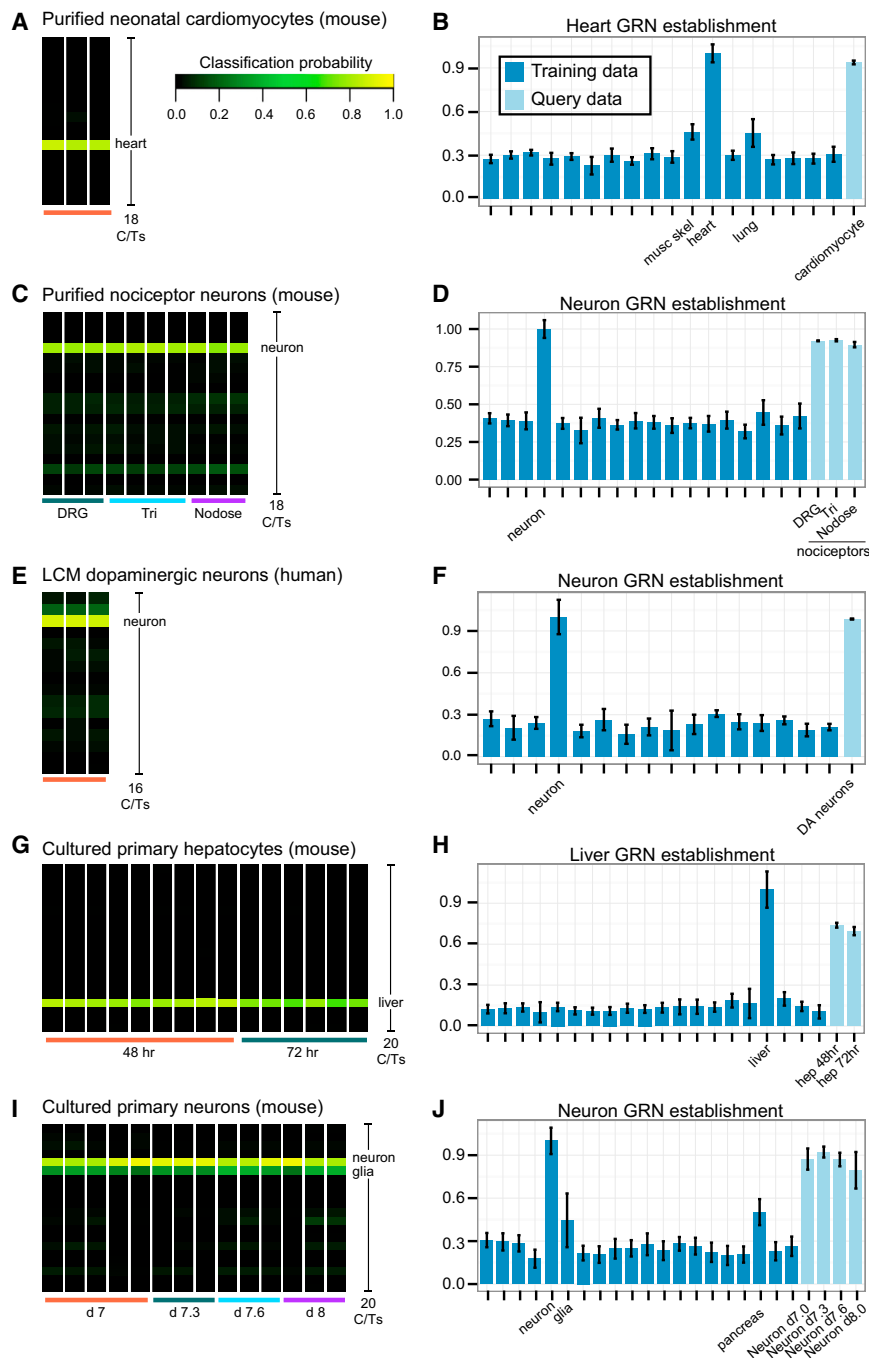 A Purified neonatal cardiomyocytes (mouse)
Classification probability
0.0 0.2 0.4 0.6 0.8 1.0
heart
18
C/Ts
B Heart GRN establishment
Training data
Query data
0.9
0.6
0.3
0.0
musc skel
heart
lung
cardiomyocyte
C Purified nociceptor neurons (mouse)
neuron
18
C/Ts
DRG Tri Nodose
D Neuron GRN establishment
1.00
0.75
0.50
0.25
0.00
neuron
DRG
Tri
Nodose
nociceptors
E LCM dopaminergic neurons (human)
neuron
16
C/Ts
F Neuron GRN establishment
0.9
0.6
0.3
0.0
neuron
DA neurons
G Cultured primary hepatocytes (mouse)
liver
48 hr 72 hr
20
C/Ts
H Liver GRN establishment
0.9
0.6
0.3
0.0
liver
hep 48hr
hep 72hr
I Cultured primary neurons (mouse)
neuron
glia
20
C/Ts
d 7 d 7.3 d 7.6 d 8
J Neuron GRN establishment
0.9
0.6
0.3
0.0
neuron
glia
pancreas
Neuron d7.0
Neuron d7.3
Neuron d7.6
Neuron d8.0